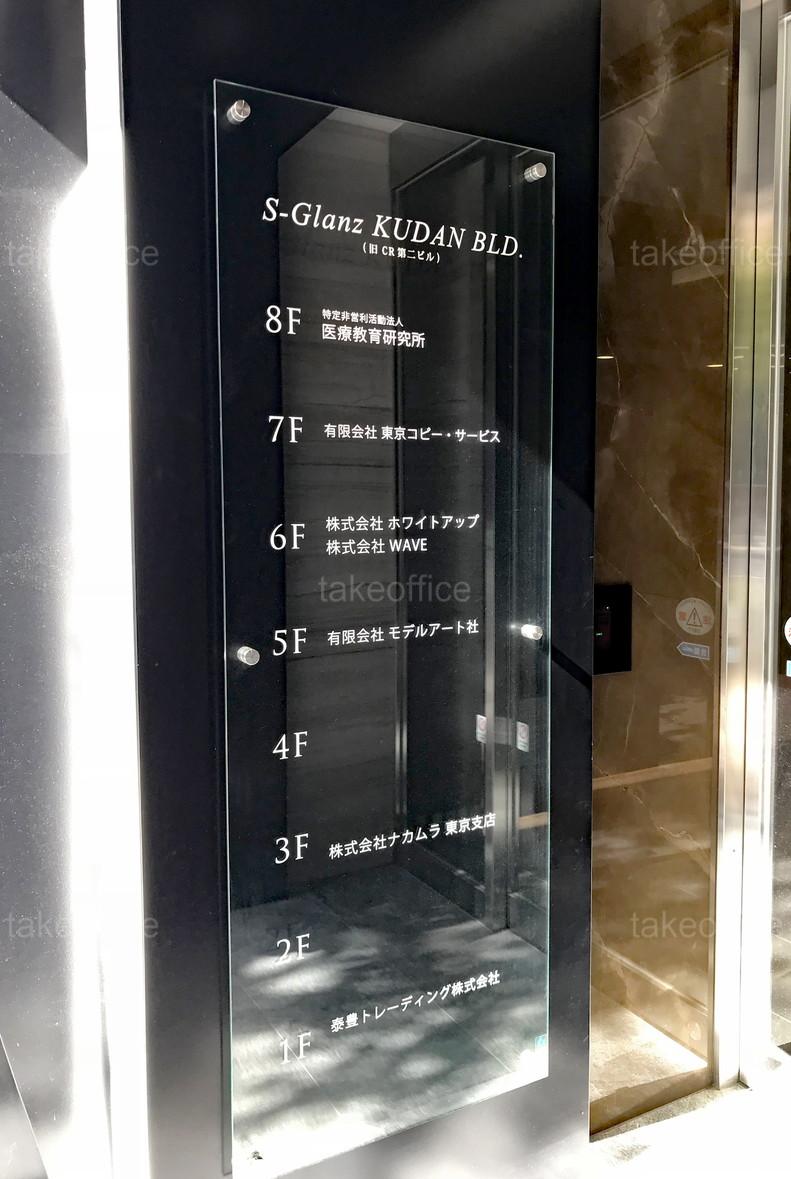 S-Glanz KUDAN BLD.
(旧 CR 第二ビル)
8F 特定非営利活動法人
医療教育研究所
7F 有限会社 東京コピー・サービス
6F 株式会社 ホワイトアップ
株式会社 WAVE
5F 有限会社 モデルアート社
4F
3F 株式会社ナカムラ 東京支店
2F
泰豊トレーディング株式会社
1F
takeoffice
takeoffice
takeoffice
takeoffice
takeoffice